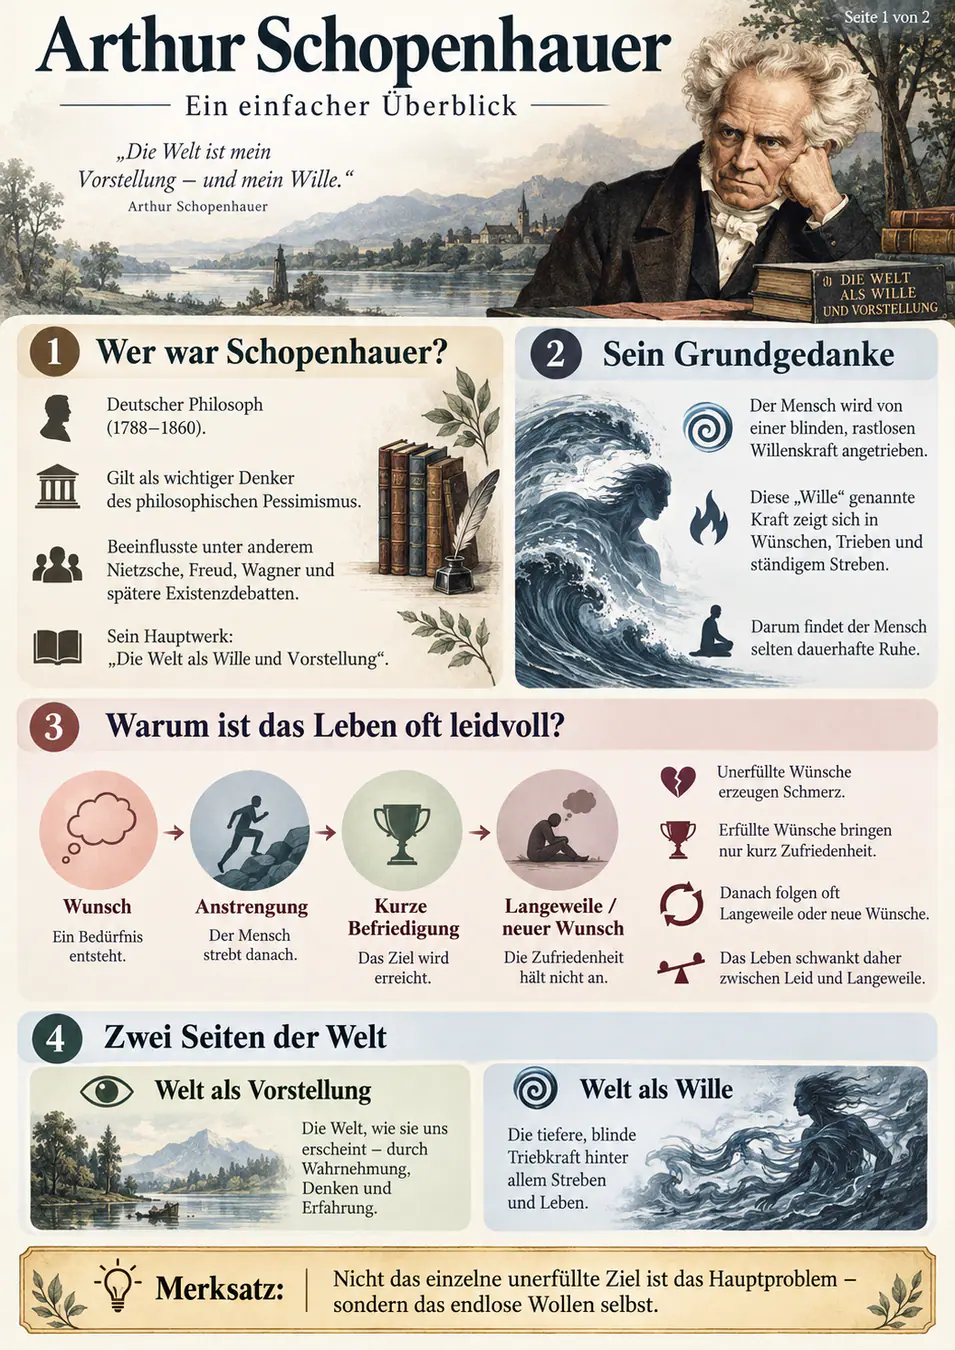 Seite 1 von 2
Arthur Schopenhauer
Ein einfacher Überblick
„Die Welt ist mein
Vorstellung – und mein Wille.“
Arthur Schopenhauer
DIE WELT
ALS WILLE
UND VORSTELLUNG
1 Wer war Schopenhauer?
Deutscher Philosoph
(1788–1860).
Gilt als wichtiger Denker
des philosophischen Pessimismus.
Beeinflusste unter anderem
Nietzsche, Freud, Wagner und
spätere Existenzdebatten.
Sein Hauptwerk:
„Die Welt als Wille und Vorstellung“.
2 Sein Grundgedanke
Der Mensch wird von
einer blinden, rastlosen
Willenskraft angetrieben.
Diese „Wille“ genannte
Kraft zeigt sich in
Wünschen, Trieben und
ständigem Streben.
Darum findet der Mensch
selten dauerhafte Ruhe.
3 Warum ist das Leben oft leidvoll?
Wunsch
Ein Bedürfnis
entsteht.
Anstrengung
Der Mensch
strebt danach.
Kurze
Befriedigung
Das Ziel wird
erreicht.
Langeweile /
neuer Wunsch
Die Zufriedenheit
hält nicht an.
Unerfüllte Wünsche
erzeugen Schmerz.
Erfüllte Wünsche bringen
nur kurz Zufriedenheit.
Danach folgen oft
Langeweile oder neue Wünsche.
Das Leben schwankt daher
zwischen Leid und Langeweile.
4 Zwei Seiten der Welt
Welt als Vorstellung
Die Welt, wie sie uns
erscheint – durch
Wahrnehmung,
Denken und
Erfahrung.
Welt als Wille
Die tiefere, blinde
Triebkraft hinter
allem Streben
und Leben.
Merksatz:
Nicht das einzelne unerfüllte Ziel ist das Hauptproblem –
sondern das endlose Wollen selbst.